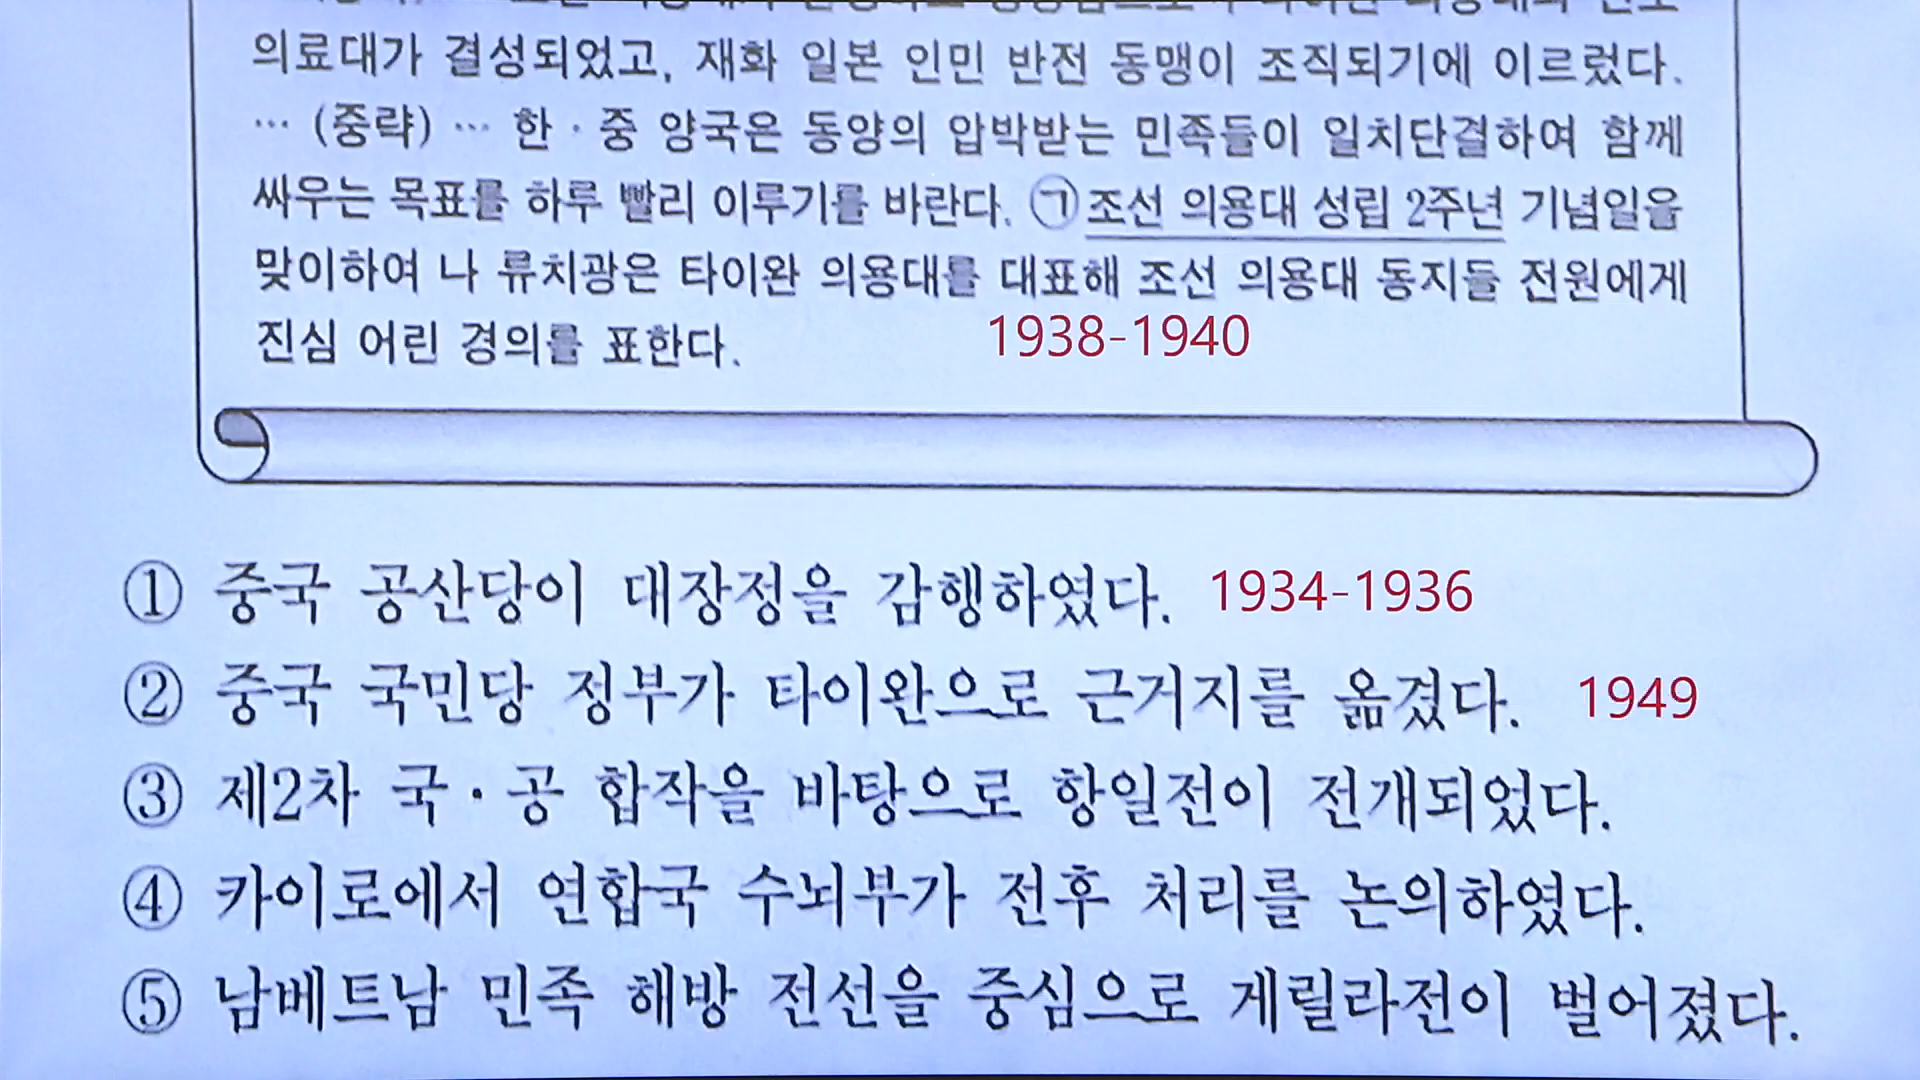 의료대가 결성되었고, 재화 일본 인민 반전 동맹이 조직되기에 이르렀다.
… (중략) … 한 · 중 양국은 동양의 압박받는 민족들이 일치단결하여 함께
싸우는 목표를 하루 빨리 이루기를 바란다. ㉠조선 의용대 성립 2주년 기념일을
맞이하여 나 류치광은 타이완 의용대를 대표해 조선 의용대 동지들 전원에게
진심 어린 경의를 표한다.
1938-1940
① 중국 공산당이 대장정을 감행하였다. 1934-1936
② 중국 국민당 정부가 타이완으로 근거지를 옮겼다. 1949
③ 제2차 국·공 합작을 바탕으로 항일전이 전개되었다.
④ 카이로에서 연합국 수뇌부가 전후 처리를 논의하였다.
⑤ 남베트남 민족 해방 전선을 중심으로 게릴라전이 벌어졌다.